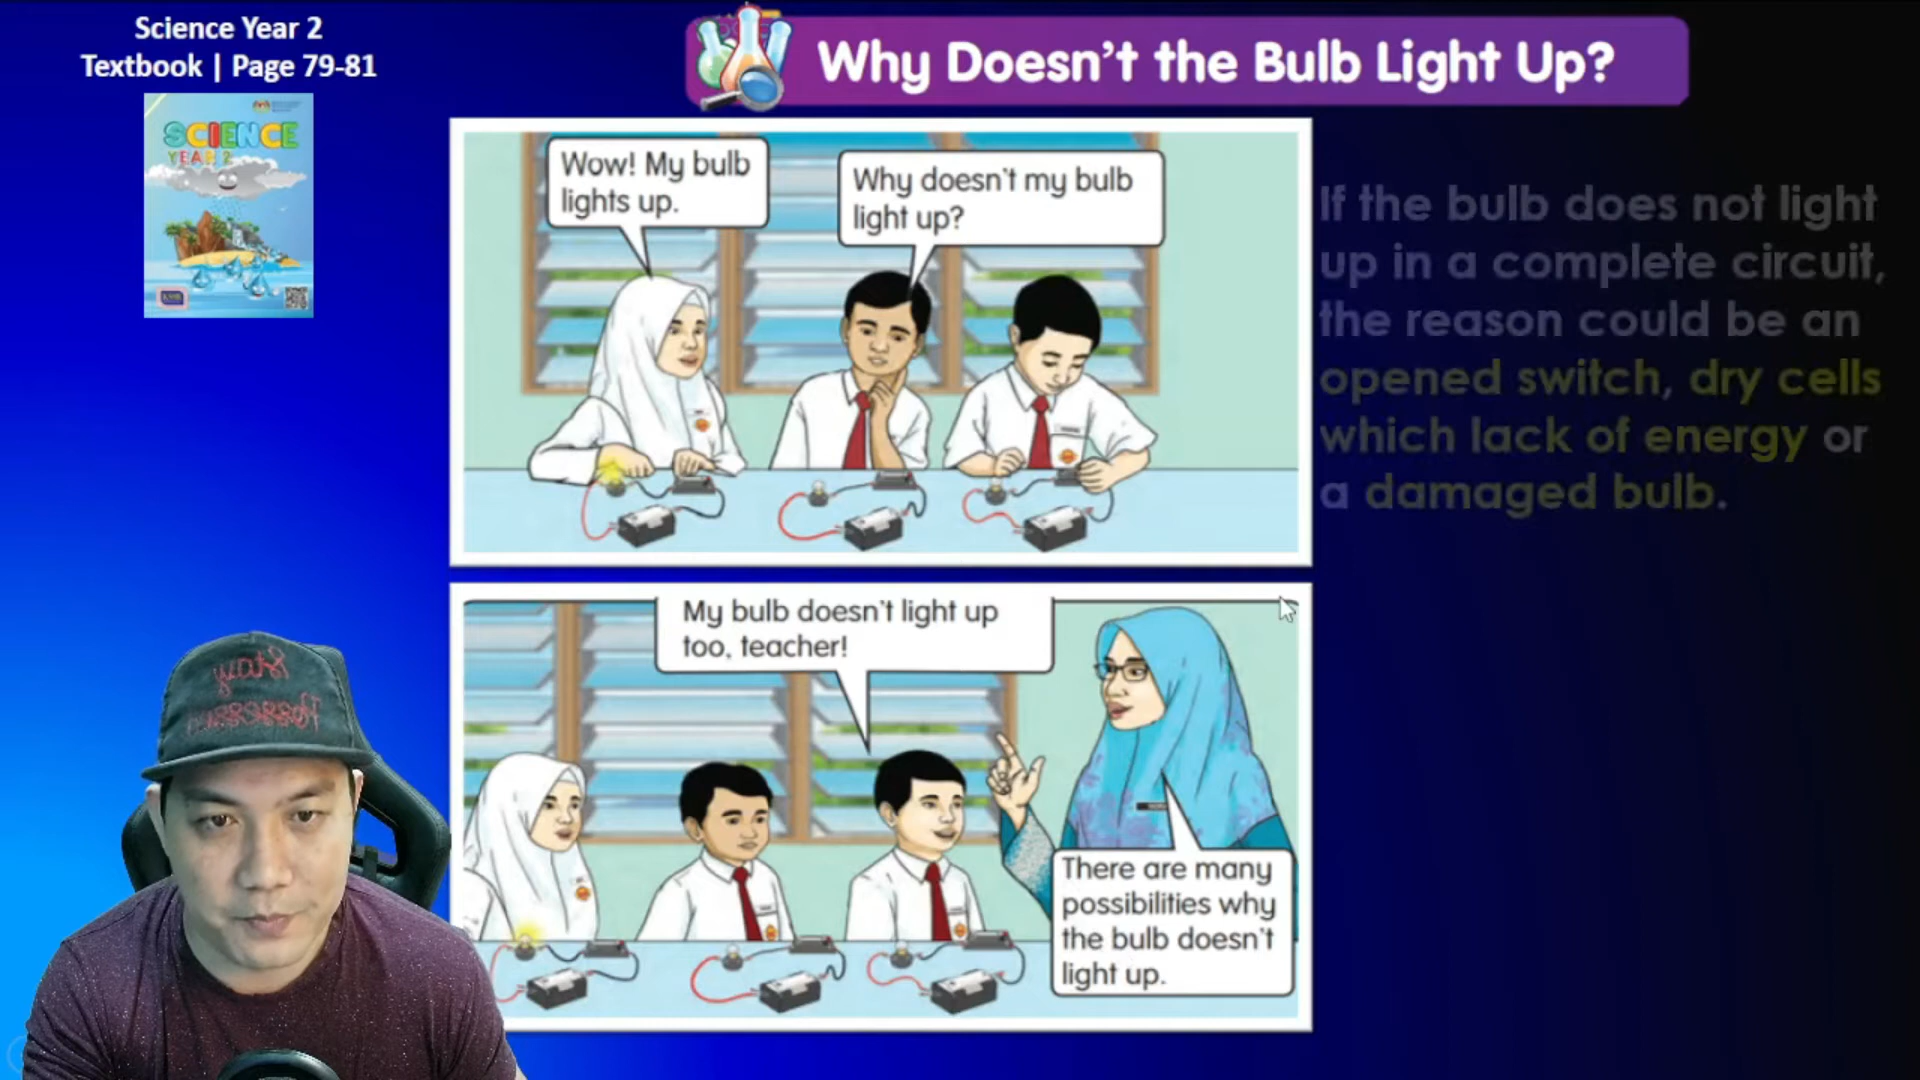 Science Year 2
Textbook | Page 79-81
SCIENCE
YEAR 2
Why Doesn't the Bulb Light Up?
Wow! My bulb
lights up.
Why doesn't my bulb
light up?
If the bulb does not light
up in a complete circuit,
the reason could be an
opened switch, dry cells
which lack of energy or
a damaged bulb.
My bulb doesn't light up
too, teacher!
There are many
possibilities why
the bulb doesn't
light up.